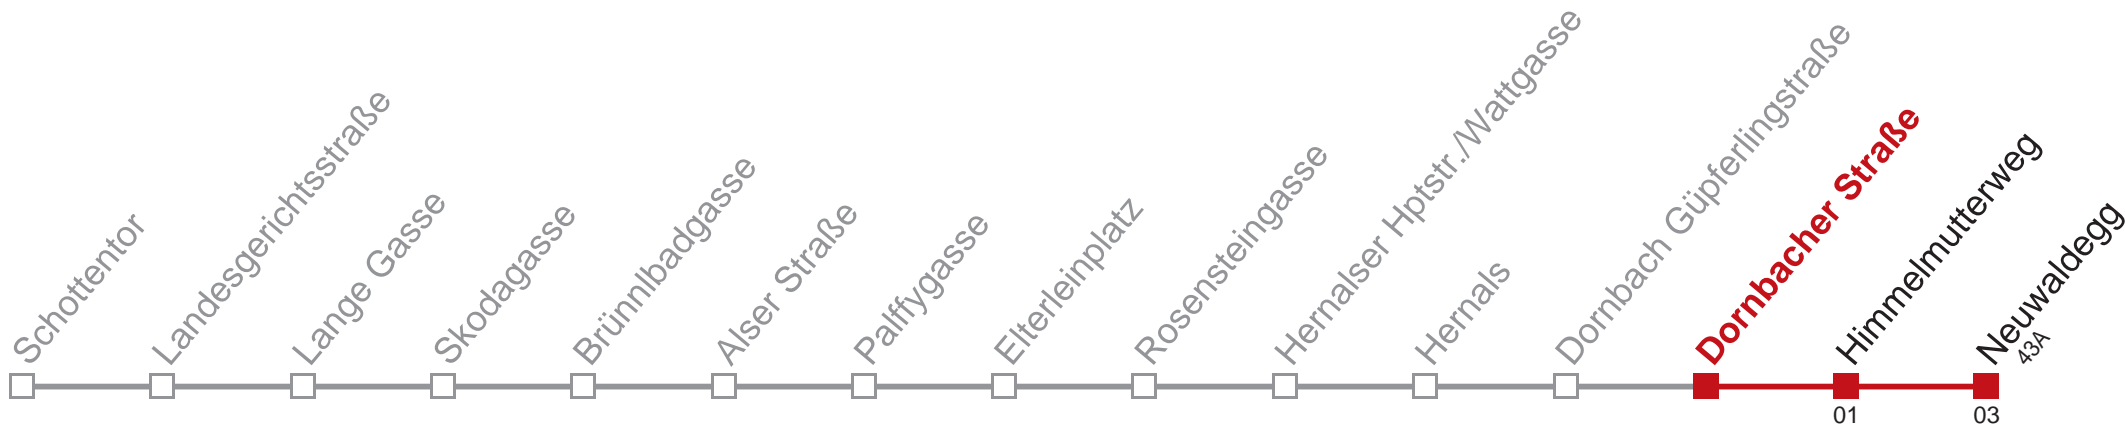 Schottentor
Landesgerichtsstraße
Lange Gasse
Skodagasse
Brünnlbadgasse
Alser Straße
Palffygasse
Elterleinplatz
Rosensteingasse
Hernalser Hptstr./Wattgasse
Hernals
Dornbach Güpferlingstraße
Dornbacher Straße
Himmelmutterweg
Neuwaldegg
43A
01
03